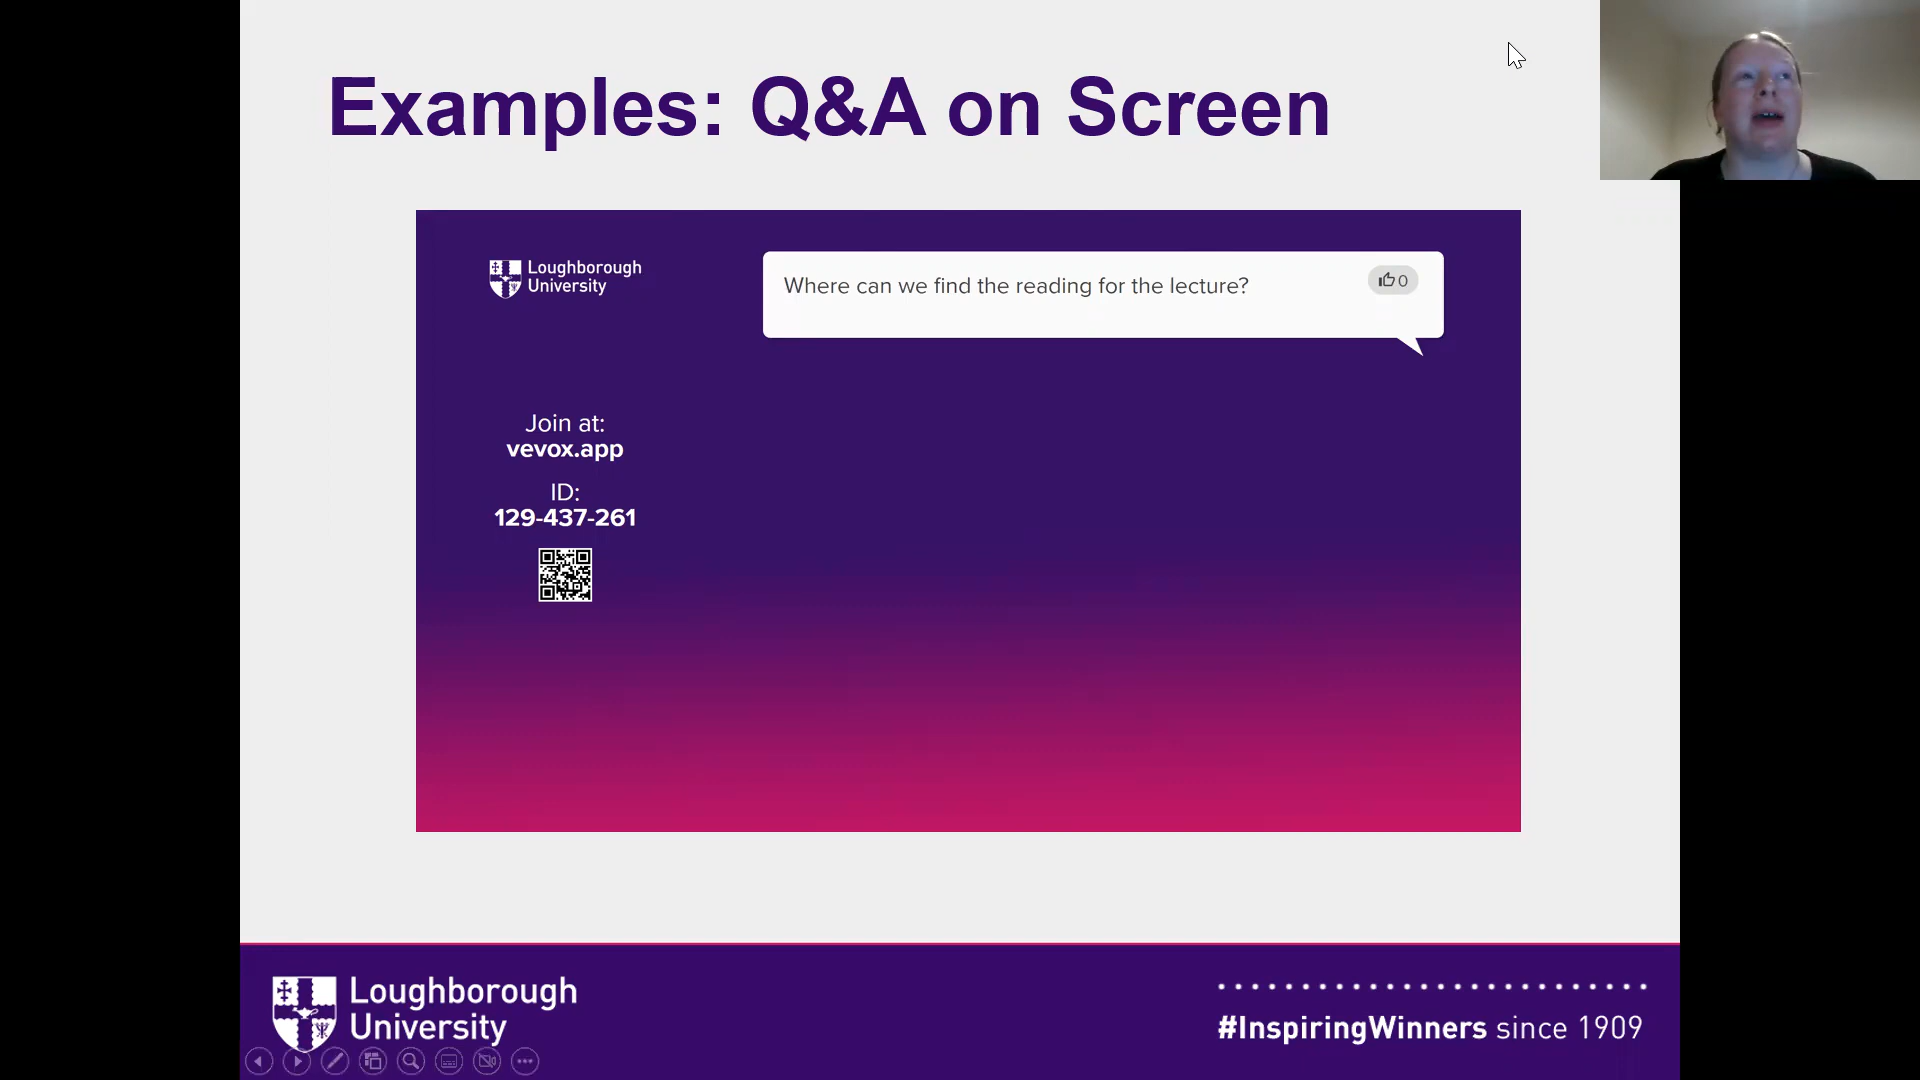 Examples: Q&A on Screen
Loughborough
University
Where can we find the reading for the lecture?
0
Join at:
vevox.app
ID:
129-437-261
Loughborough
University
#InspiringWinners since 1909